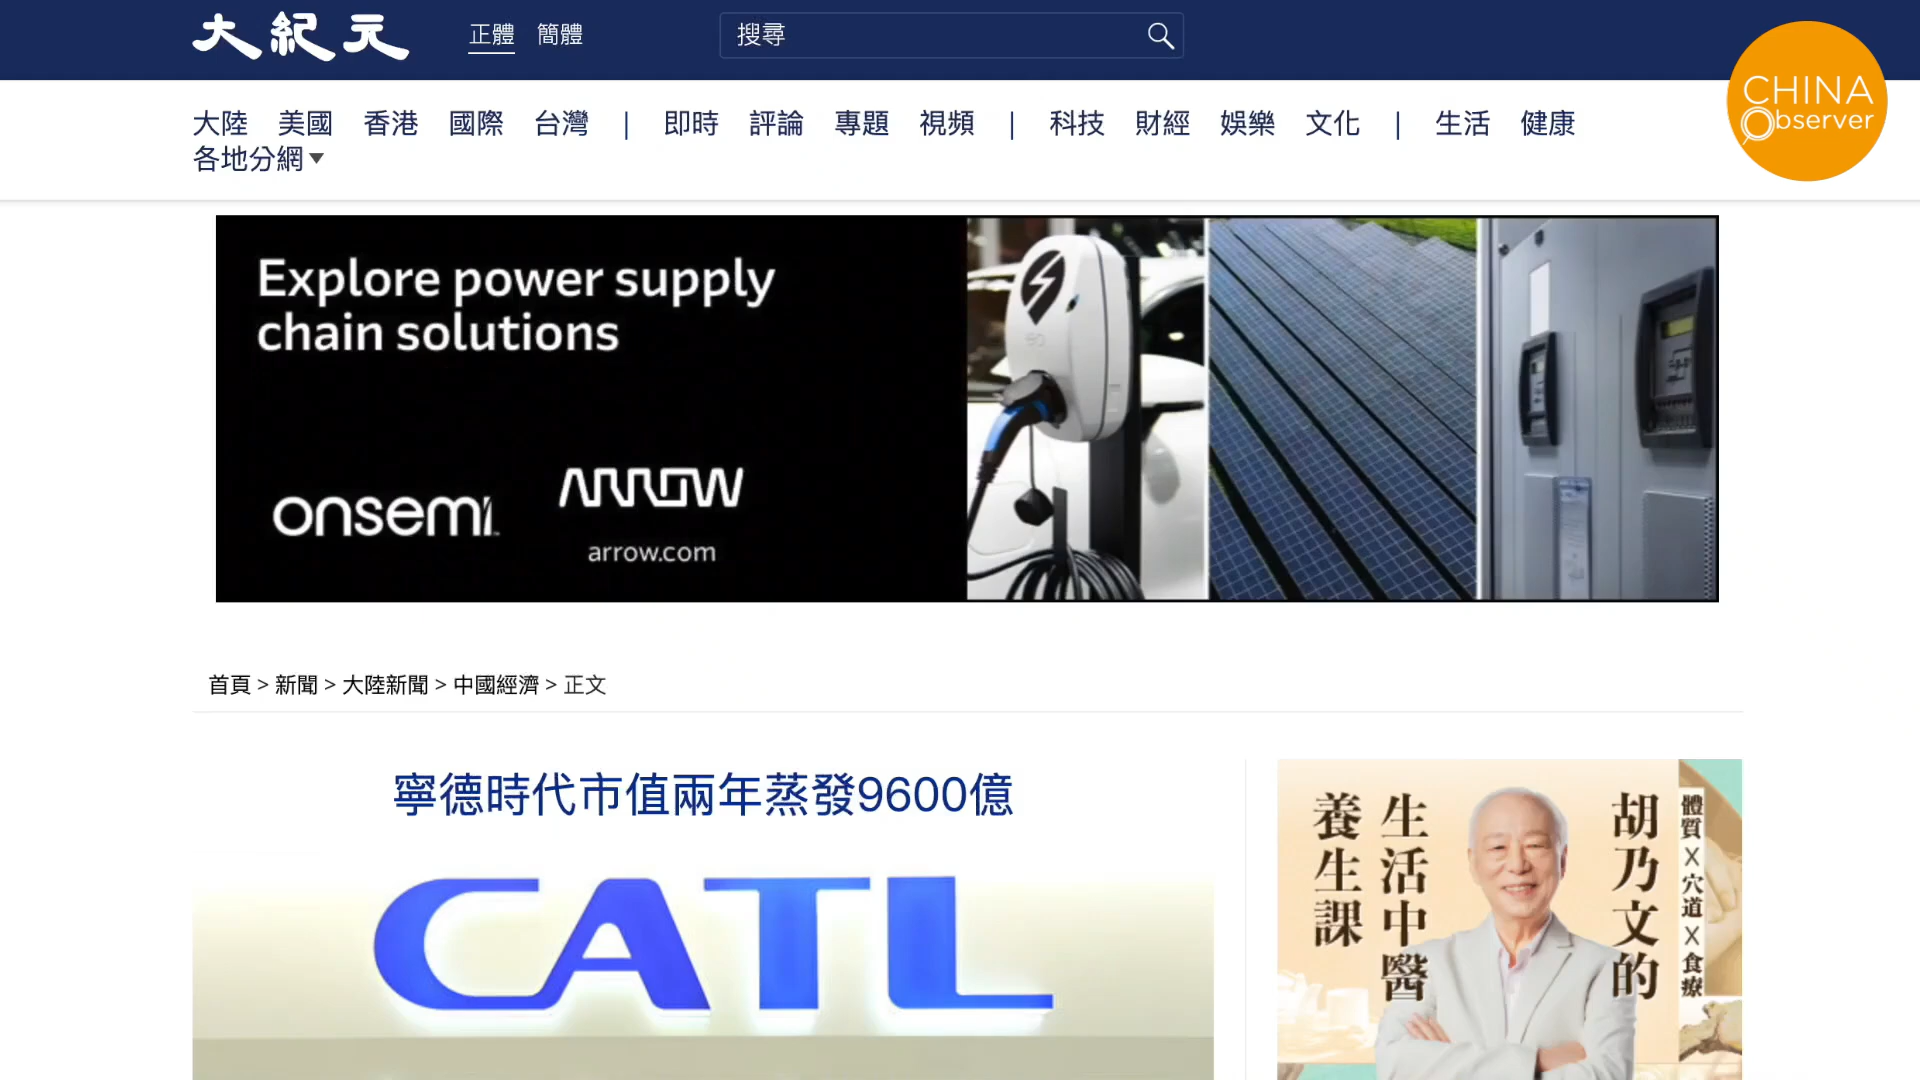 大紀元
正體 簡體
搜尋
CHINA
Observer
大陸 美國 香港 國際 台灣 | 即時 評論 專題 視頻 | 科技 財經 娛樂 文化 | 生活 健康
各地分網
Explore power supply
chain solutions
onsemi
ARROW
arrow.com
首頁 > 新聞 > 大陸新聞 > 中國經濟 > 正文
寧德時代市值兩年蒸發9600億
CATL
體質X穴道X食療
胡乃文的
生活中醫
養生課